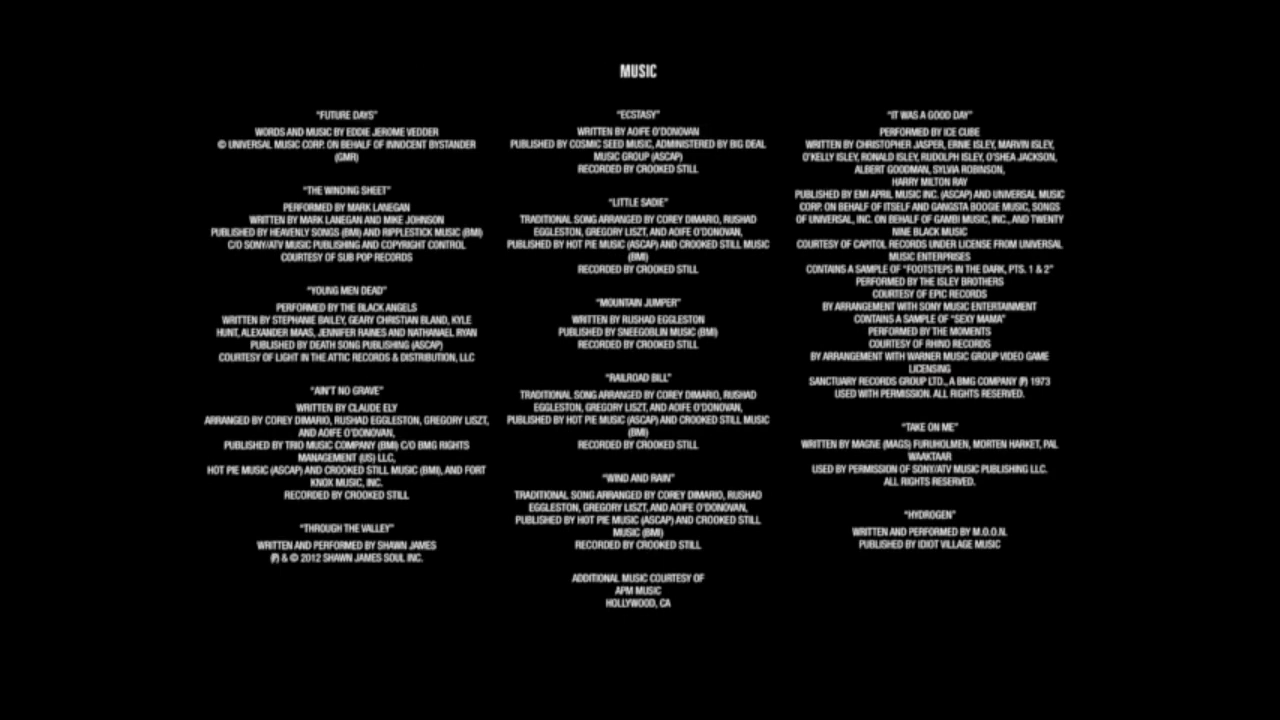 MUSIC
“FUTURE DAYS”
WORDS AND MUSIC BY EDDIE JEROME VEDDER
© UNIVERSAL MUSIC CORP. ON BEHALF OF INNOCENT BYSTANDER
(GMR)
“THE WINDING SHEET”
PERFORMED BY MARK LANEGAN
WRITTEN BY MARK LANEGAN AND MIKE JOHNSON
PUBLISHED BY HEAVENLY SONGS (BMI) AND RIPPLESTICK MUSIC (BMI)
C/O SONY/ATV MUSIC PUBLISHING AND COPYRIGHT CONTROL
COURTESY OF SUB POP RECORDS
“YOUNG MEN DEAD”
PERFORMED BY THE BLACK ANGELS
WRITTEN BY STEPHANIE BAILEY, GEARY CHRISTIAN BLAND, KYLE
HUNT, ALEXANDER MAAS, JENNIFER RAINES AND NATHANAEL RYAN
PUBLISHED BY DEATH SONG PUBLISHING (ASCAP)
COURTESY OF LIGHT IN THE ATTIC RECORDS & DISTRIBUTION, LLC
“AIN'T NO GRAVE”
WRITTEN BY CLAUDE ELY
ARRANGED BY COREY DIMARIO, RUSHAD EGGLESTON, GREGORY LISZT,
AND AOIFE O'DONOVAN,
PUBLISHED BY TRIO MUSIC COMPANY (BMI) C/O BMG RIGHTS
MANAGEMENT (US) LLC,
HOT PIE MUSIC (ASCAP) AND CROOKED STILL MUSIC (BMI), AND FORT
KNOX MUSIC, INC.
RECORDED BY CROOKED STILL
“THROUGH THE VALLEY”
WRITTEN AND PERFORMED BY SHAWN JAMES
℗ & © 2012 SHAWN JAMES SOUL INC.
“ECSTASY”
WRITTEN BY AOIFE O'DONOVAN
PUBLISHED BY COSMIC SEED MUSIC, ADMINISTERED BY BIG DEAL
MUSIC GROUP (ASCAP)
RECORDED BY CROOKED STILL
“LITTLE SADIE”
TRADITIONAL SONG ARRANGED BY COREY DIMARIO, RUSHAD
EGGLESTON, GREGORY LISZT, AND AOIFE O'DONOVAN,
PUBLISHED BY HOT PIE MUSIC (ASCAP) AND CROOKED STILL MUSIC
(BMI)
RECORDED BY CROOKED STILL
“MOUNTAIN JUMPER”
WRITTEN BY RUSHAD EGGLESTON
PUBLISHED BY SNEEGOBLIN MUSIC (BMI)
RECORDED BY CROOKED STILL
“RAILROAD BILL”
TRADITIONAL SONG ARRANGED BY COREY DIMARIO, RUSHAD
EGGLESTON, GREGORY LISZT, AND AOIFE O'DONOVAN,
PUBLISHED BY HOT PIE MUSIC (ASCAP) AND CROOKED STILL MUSIC
(BMI)
RECORDED BY CROOKED STILL
“WIND AND RAIN”
TRADITIONAL SONG ARRANGED BY COREY DIMARIO, RUSHAD
EGGLESTON, GREGORY LISZT, AND AOIFE O'DONOVAN,
PUBLISHED BY HOT PIE MUSIC (ASCAP) AND CROOKED STILL
MUSIC (BMI)
RECORDED BY CROOKED STILL
ADDITIONAL MUSIC COURTESY OF
APM MUSIC
HOLLYWOOD, CA
“IT WAS A GOOD DAY”
PERFORMED BY ICE CUBE
WRITTEN BY CHRISTOPHER JASPER, ERNIE ISLEY, MARVIN ISLEY,
O'KELLY ISLEY, RONALD ISLEY, RUDOLPH ISLEY, O'SHEA JACKSON,
ALBERT GOODMAN, SYLVIA ROBINSON,
HARRY MILTON RAY
PUBLISHED BY EMI APRIL MUSIC INC. (ASCAP) AND UNIVERSAL MUSIC
CORP. ON BEHALF OF ITSELF AND GANGSTA BOOGIE MUSIC, SONGS
OF UNIVERSAL, INC. ON BEHALF OF GAMBI MUSIC, INC., AND TWENTY
NINE BLACK MUSIC
COURTESY OF CAPITOL RECORDS UNDER LICENSE FROM UNIVERSAL
MUSIC ENTERPRISES
CONTAINS A SAMPLE OF “FOOTSTEPS IN THE DARK, PTS. 1 & 2”
PERFORMED BY THE ISLEY BROTHERS
COURTESY OF EPIC RECORDS
BY ARRANGEMENT WITH SONY MUSIC ENTERTAINMENT
CONTAINS A SAMPLE OF “SEXY MAMA”
PERFORMED BY THE MOMENTS
COURTESY OF RHINO RECORDS
BY ARRANGEMENT WITH WARNER MUSIC GROUP VIDEO GAME
LICENSING
SANCTUARY RECORDS GROUP LTD., A BMG COMPANY ℗ 1973
USED WITH PERMISSION. ALL RIGHTS RESERVED.
“TAKE ON ME”
WRITTEN BY MAGNE (MAGS) FURUHOLMEN, MORTEN HARKET, PAL
WAAKTAAR
USED BY PERMISSION OF SONY/ATV MUSIC PUBLISHING LLC.
ALL RIGHTS RESERVED.
“HYDROGEN”
WRITTEN AND PERFORMED BY M.O.O.N.
PUBLISHED BY IDIOT VILLAGE MUSIC